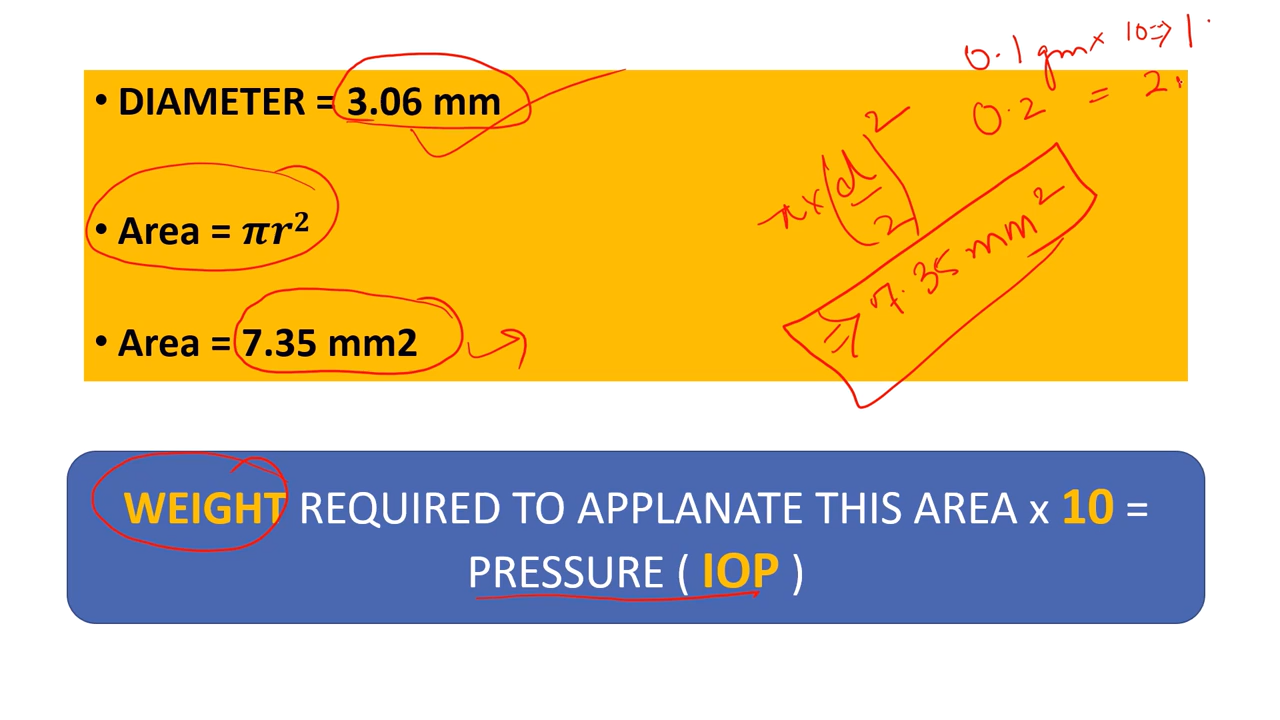 0.1 gm x 10 ⇒ 1
• DIAMETER = 3.06 mm
0.2 = 2
π x (d/2)²
• Area = πr²
⇒ 7.35 mm²
• Area = 7.35 mm2
WEIGHT REQUIRED TO APPLANATE THIS AREA x 10 =
PRESSURE ( IOP )